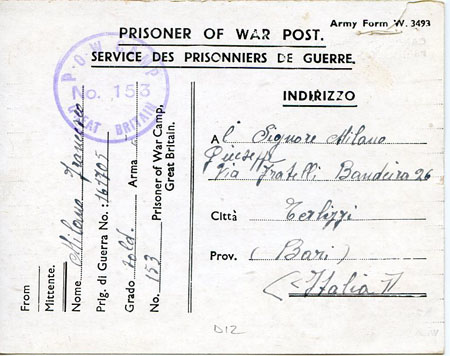 Army Form W. 3493
PRISONER OF WAR POST.
SERVICE DES PRISONNIERS DE GUERRE.
P.O.W. CAMP
No. 153
GREAT BRITAIN
INDIRIZZO
Al Signore Milano
Giuseppe
Via Fratelli Bandiera 26
Città Terlizzi
Prov. (Bari)
(Italia)
From
Mittente.
Nome Milano Francesco
Prig. di Guerra No.: 161705
Grado sold. Arma
No. 153 Prisoner of War Camp,
Great Britain.
D12